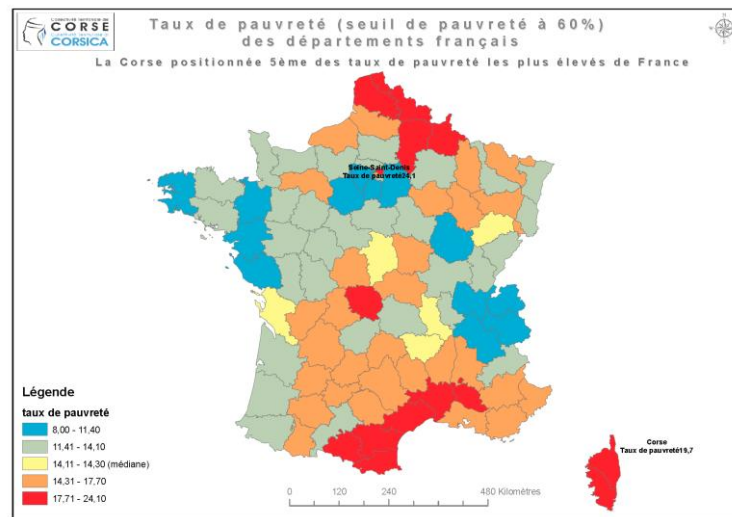 CORSE
CORSICA
Taux de pauvreté (seuil de pauvreté à 60%)
des départements français
La Corse positionnée 5ème des taux de pauvreté les plus élevés de France
Seine-Saint-Denis
Taux de pauvreté24,1
Corse
Taux de pauvreté19,7
Légende
taux de pauvreté
8,00 - 11,40
11,41 - 14,10
14,11 - 14,30 (médiane)
14,31 - 17,70
17,71 - 24,10
0 120 240 480 Kilomètres